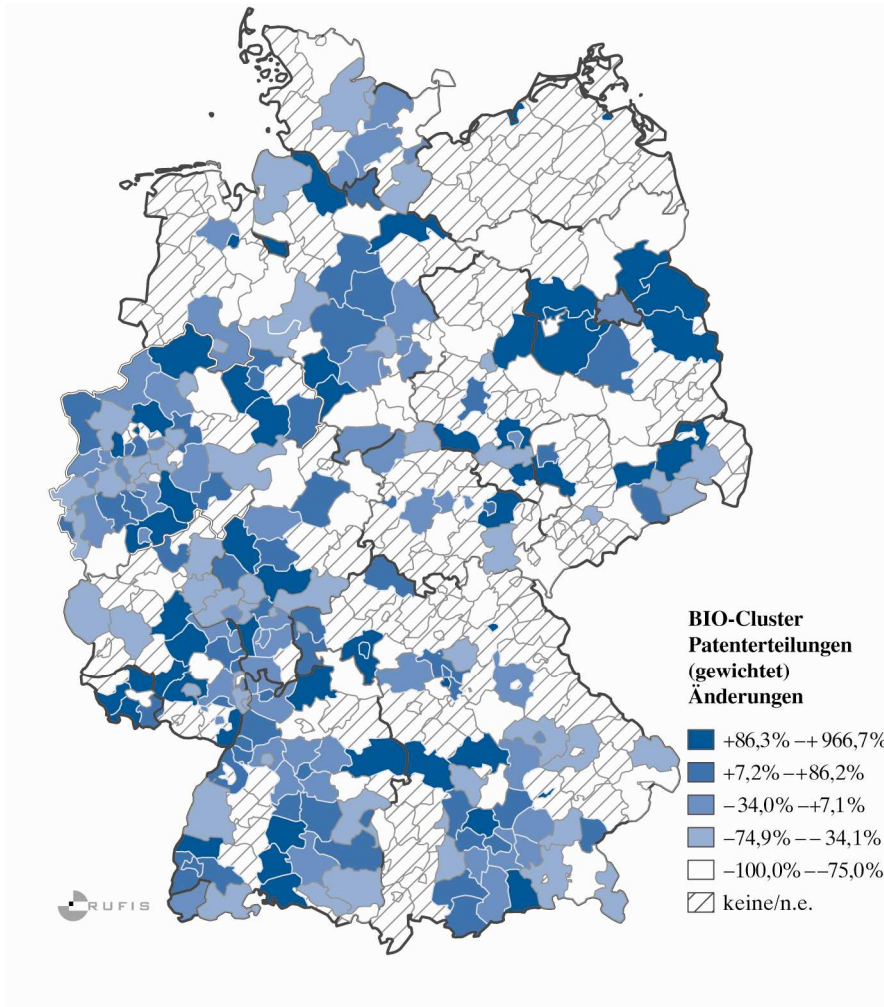 BIO-Cluster
Patenterteilungen
(gewichtet)
Änderungen
+86,3% –+ 966,7%
+7,2% –+86,2%
–34,0% –+7,1%
–74,9% –– 34,1%
–100,0% ––75,0%
keine/n.e.
RUFIS